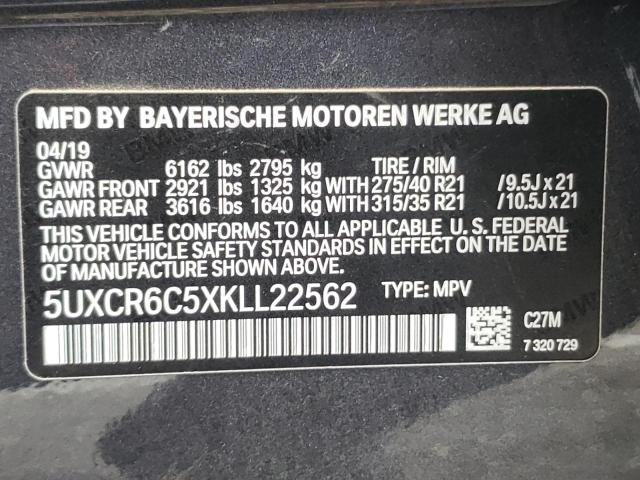 MFD BY BAYERISCHE MOTOREN WERKE AG
04/19
GVWR 6162 lbs 2795 kg TIRE / RIM
GAWR FRONT 2921 lbs 1325 kg WITH 275/40 R21 /9.5J x 21
GAWR REAR 3616 lbs 1640 kg WITH 315/35 R21 /10.5J x 21
THIS VEHICLE CONFORMS TO ALL APPLICABLE U.S. FEDERAL
MOTOR VEHICLE SAFETY STANDARDS IN EFFECT ON THE DATE
OF MANUFACTURE SHOWN ABOVE.
5UXCR6C5XKLL22562 TYPE: MPV
C27M
7 320 729